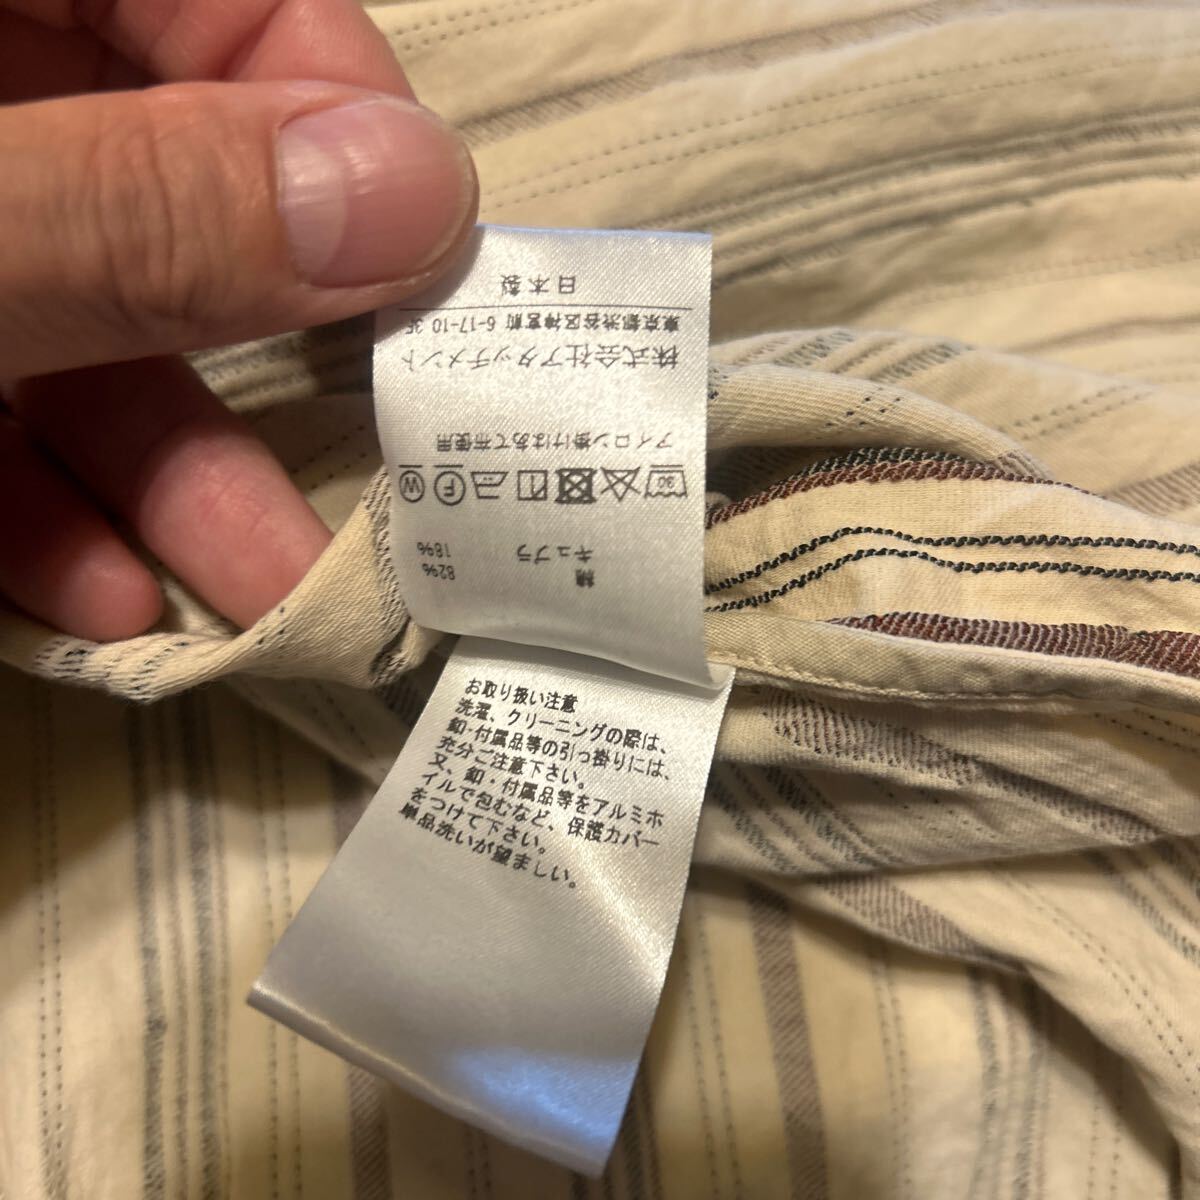 綿 82%
キュプラ 18%
30 F W
アイロン掛けはあて布使用
株式会社アタッチメント
東京都渋谷区神宮前 6-17-10 3F
日本製
お取り扱い注意
洗濯、クリーニングの際は、
釦・付属品等の引っ掛りには、
充分ご注意下さい。
又、釦・付属品等をアルミホ
イルで包むなど、保護カバー
をつけて下さい。
単品洗いが望ましい。